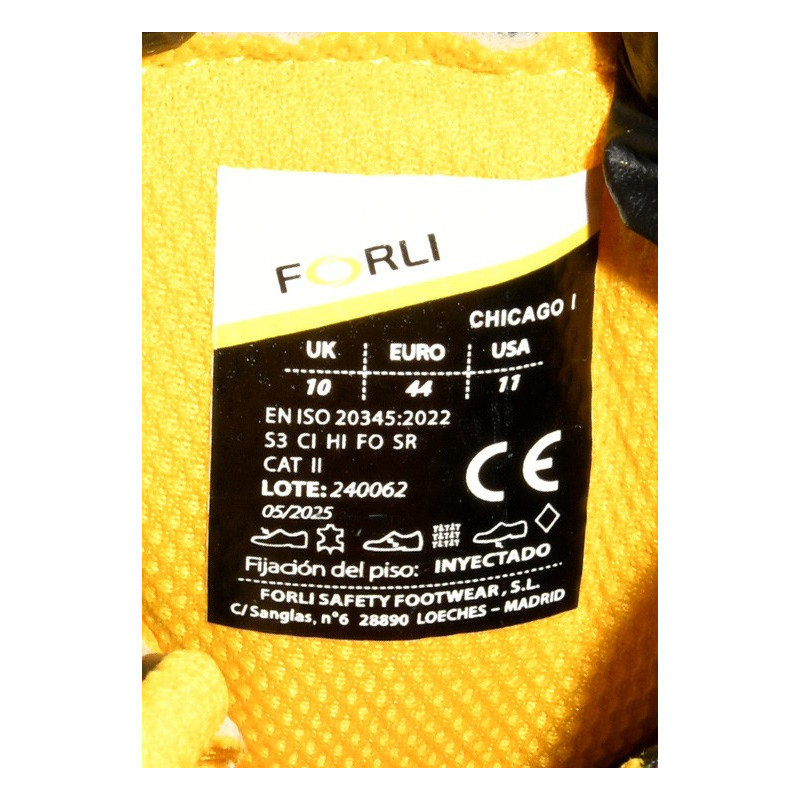 FORLI
CHICAGO I
UK EURO USA
10 44 11
EN ISO 20345:2022
S3 CI HI FO SR
CAT II
CE
LOTE: 240062
05/2025
Fijación del piso: INYECTADO
FORLI SAFETY FOOTWEAR, S.L.
C/ Sanglas, nº6 28890 LOECHES - MADRID